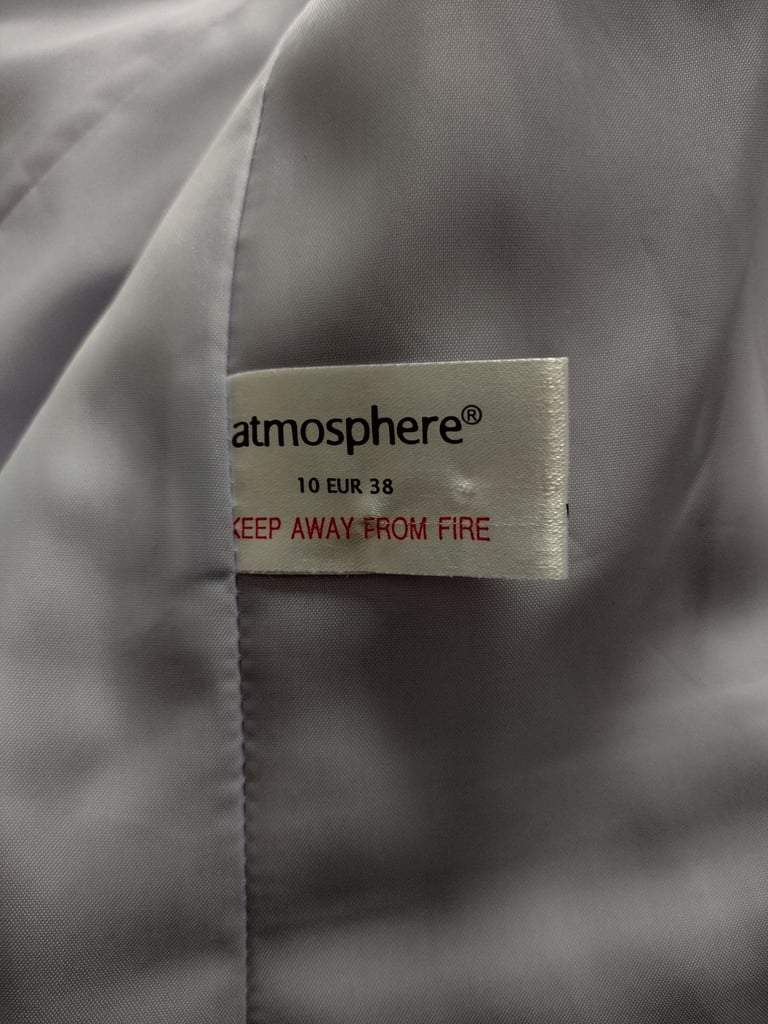 atmosphere®
10 EUR 38
KEEP AWAY FROM FIRE